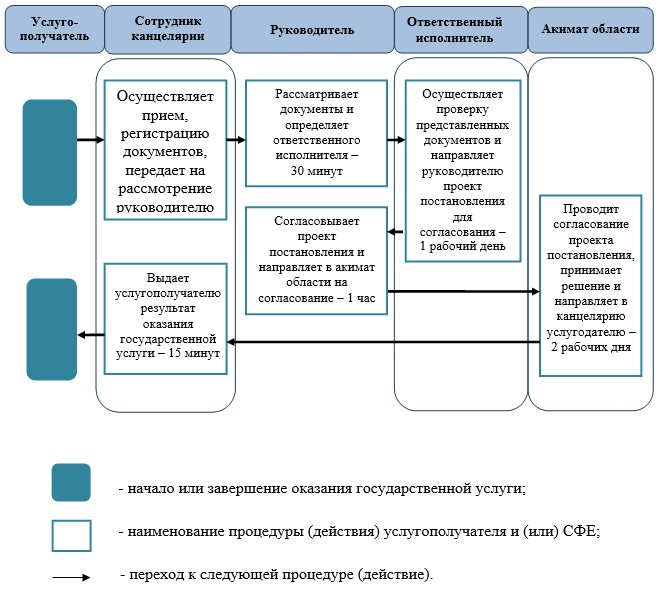 Услуго-
получатель
Сотрудник
канцелярии
Руководитель
Ответственный
исполнитель
Акимат области
Осуществляет
прием,
регистрацию
документов,
передает на
рассмотрение
руководителю
Рассматривает
документы и
определяет
ответственного
исполнителя –
30 минут
Осуществляет
проверку
представленных
документов и
направляет
руководителю
проект
постановления
для
согласования –
1 рабочий день
Согласовывает
проект
постановления и
направляет в акимат
области на
согласование – 1 час
Проводит
согласование
проекта
постановления,
принимает
решение и
направляет в
канцелярию
услугодателю –
2 рабочих дня
Выдает
услугополучателю
результат
оказания
государственной
услуги – 15 минут
- начало или завершение оказания государственной услуги;
- наименование процедуры (действия) услугополучателя и (или) СФЕ;
- переход к следующей процедуре (действие).